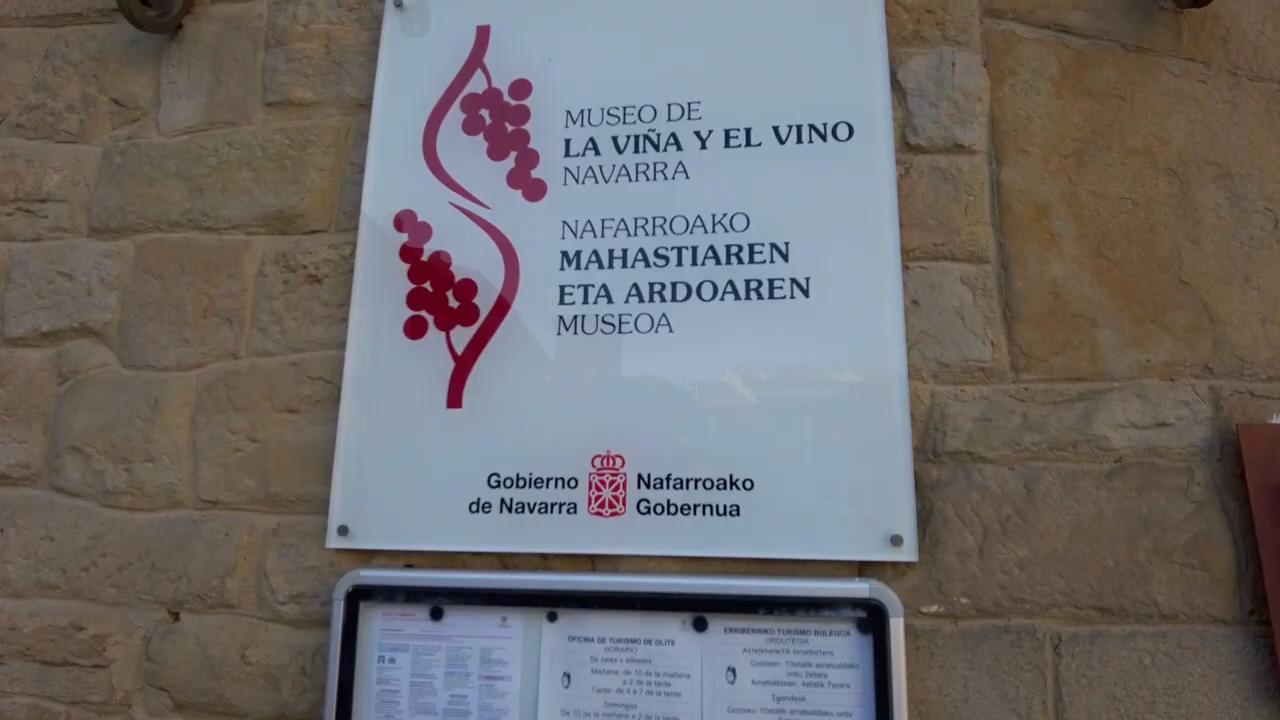 MUSEO DE
LA VIÑA Y EL VINO
NAVARRA
NAFARROAKO
MAHASTIAREN
ETA ARDOAREN
MUSEOA
Gobierno
de Navarra
Nafarroako
Gobernua
OFICINA DE TURISMO DE OLITE
HORARIO
De lunes a sábados
Mañana: de 10 de la mañana
a 2 de la tarde
Tarde: de 4 a 7 de la tarde
Domingos
De 10 de la mañana a 2 de la tarde
ERRIBERRIKO TURISMO BULEGOA
ORDUTEGIA
Astelehenetik larunbatera
Goizean: 10etatik arratsaldeko
ordu 2etara
Arratsaldean: 4etatik 7etara
Igandeak
Goizeko 10etatik arratsaldeko ordu